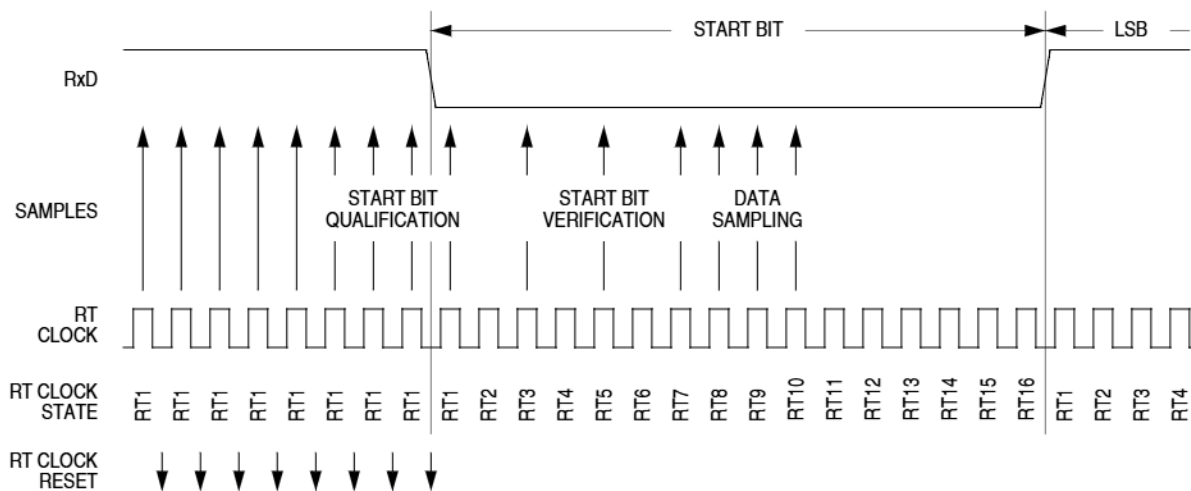 START BIT
LSB
RxD
SAMPLES
START BIT
QUALIFICATION
START BIT
VERIFICATION
DATA
SAMPLING
RT
CLOCK
RT CLOCK
STATE
RT1 RT1 RT1 RT1 RT1 RT1 RT1 RT1 RT1 RT2 RT3 RT4 RT5 RT6 RT7 RT8 RT9 RT10 RT11 RT12 RT13 RT14 RT15 RT16 RT1 RT2 RT3 RT4
RT CLOCK
RESET